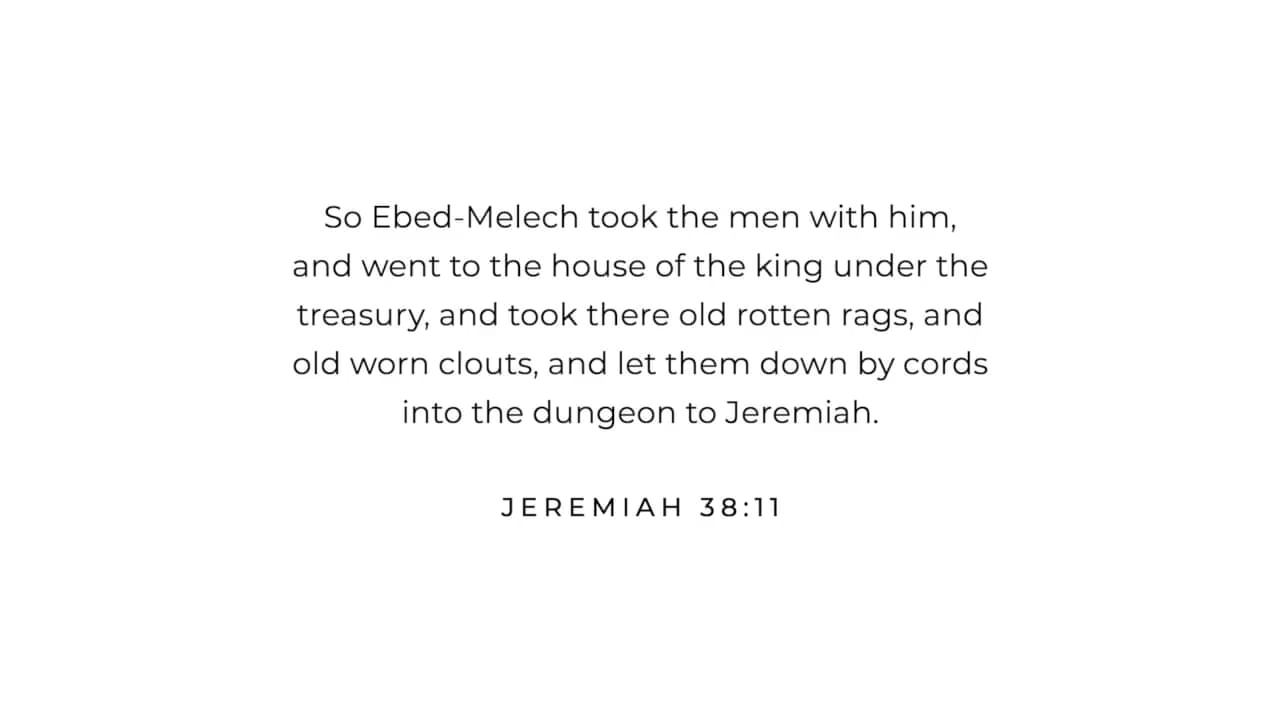 So Ebed-Melech took the men with him,
and went to the house of the king under the
treasury, and took there old rotten rags, and
old worn clouts, and let them down by cords
into the dungeon to Jeremiah.
JEREMIAH 38:11